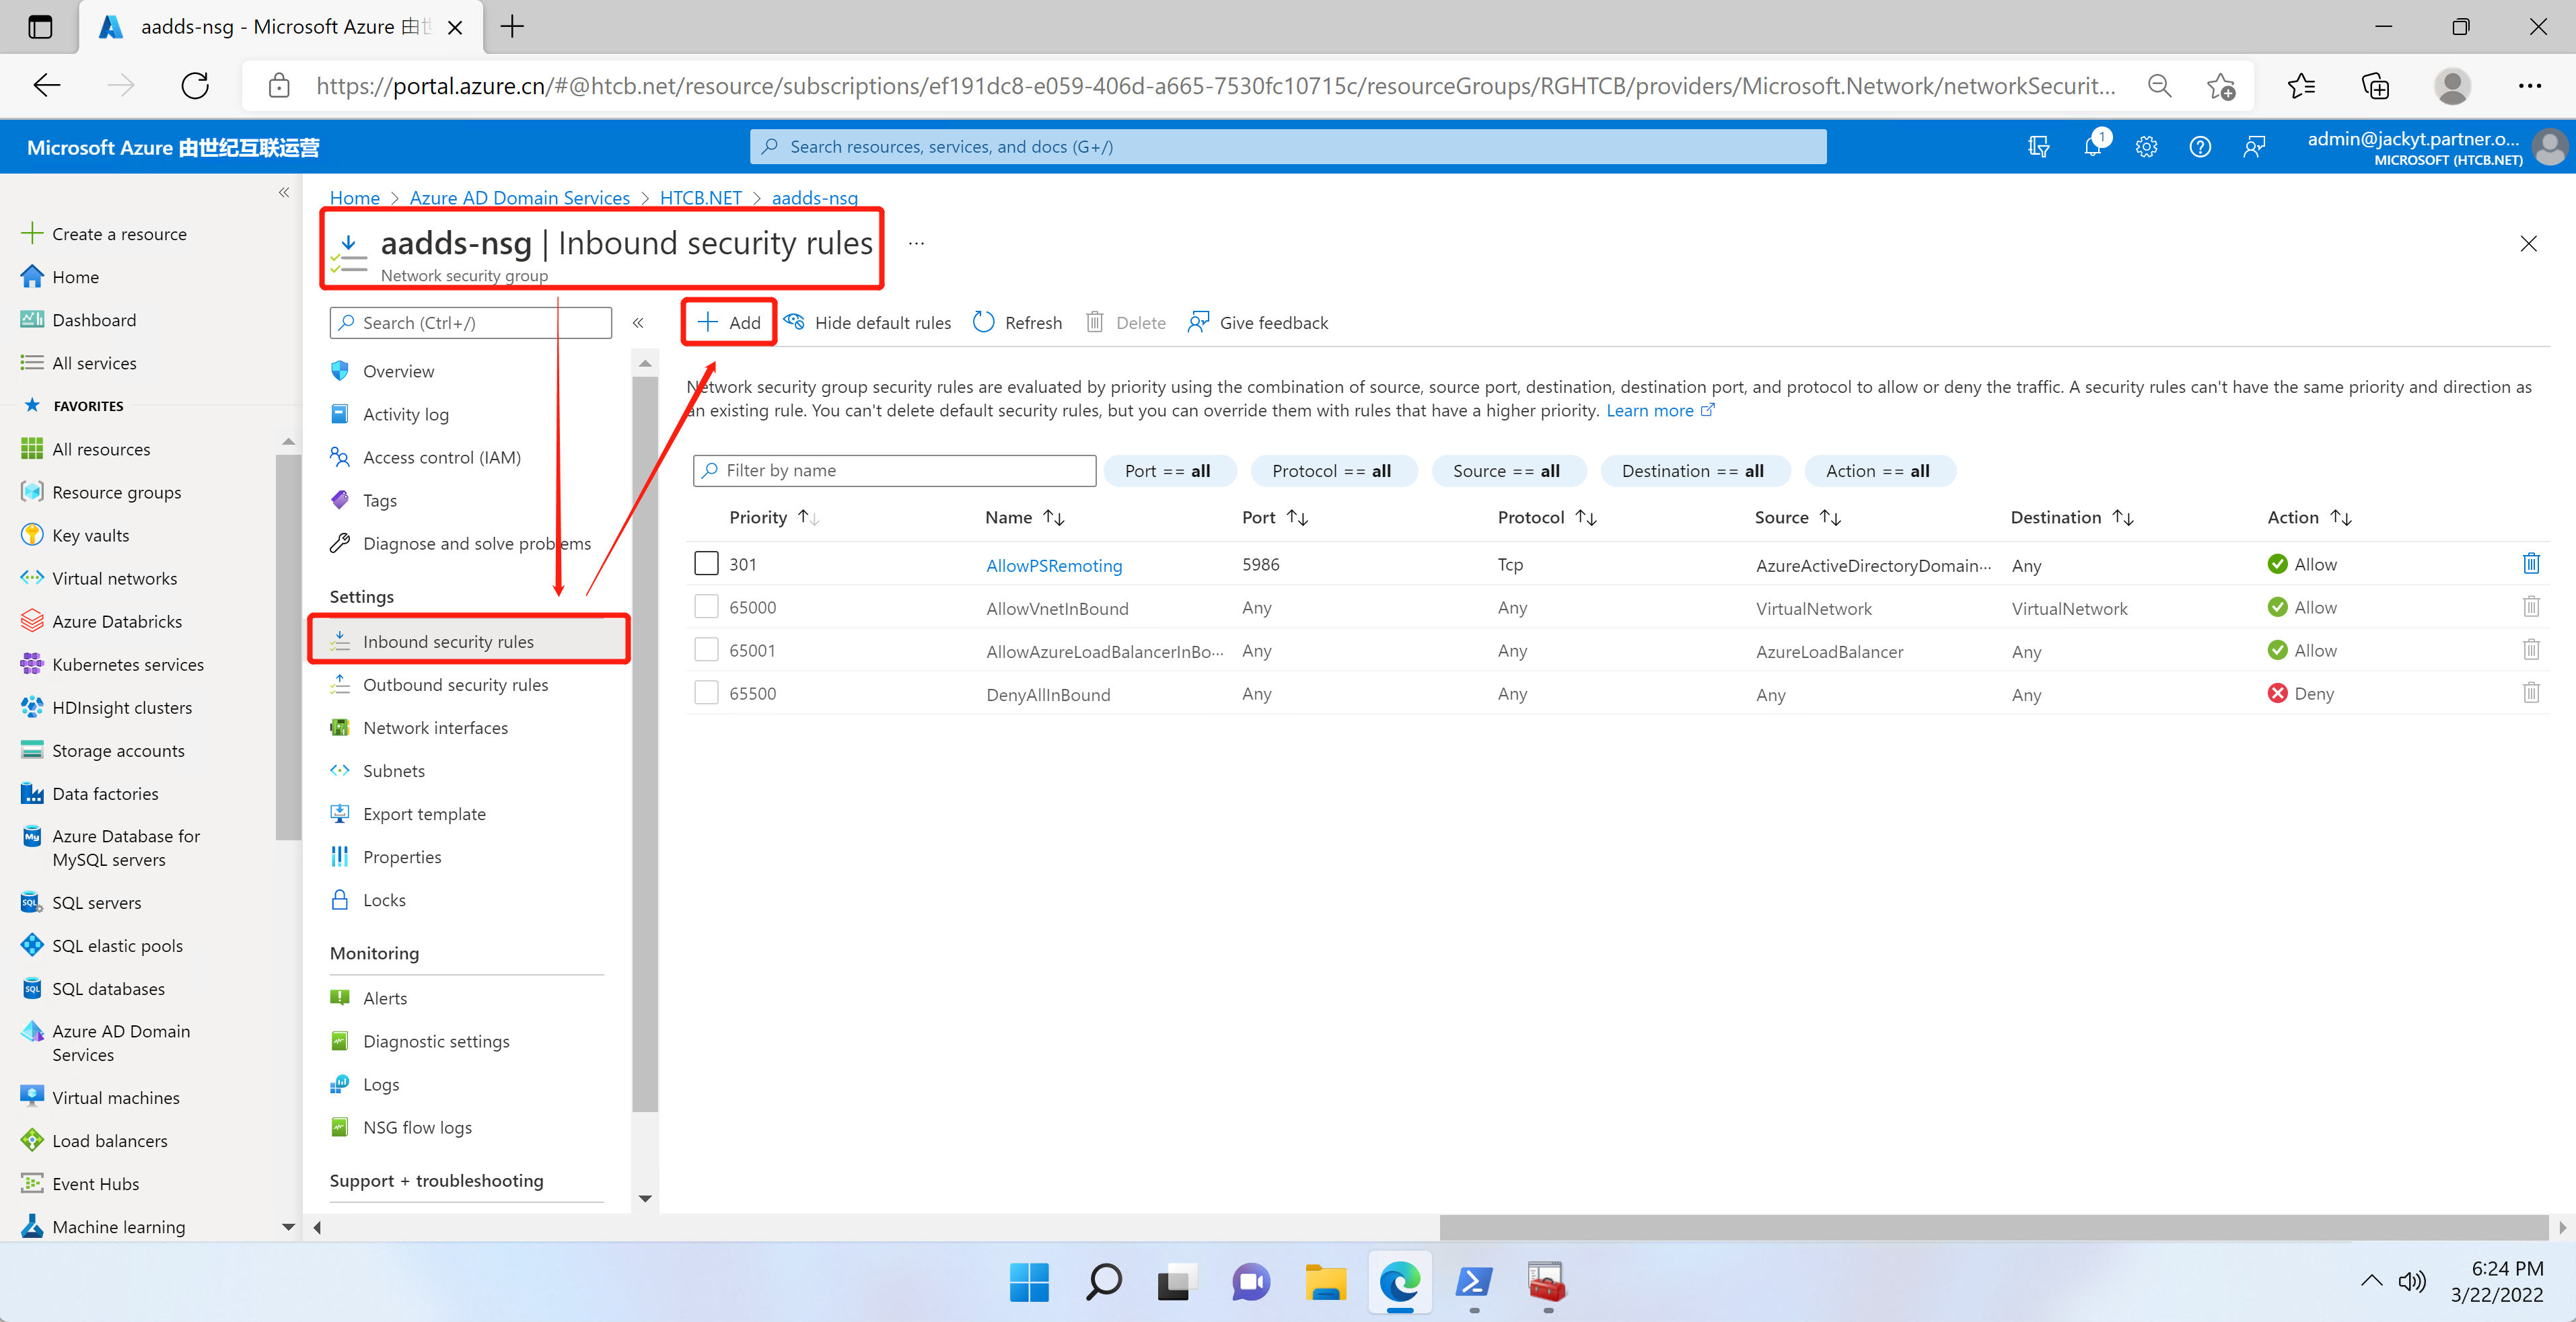 aadds-nsg - Microsoft Azure 由世
https://portal.azure.cn/#@htcb.net/resource/subscriptions/ef191dc8-e059-406d-a665-7530fc10715c/resourceGroups/RGHTCB/providers/Microsoft.Network/networkSecurit...
Microsoft Azure 由世纪互联运营
Search resources, services, and docs (G+/)
1
admin@jackyt.partner.o...
MICROSOFT (HTCB.NET)
Create a resource
Home
Dashboard
All services
FAVORITES
All resources
Resource groups
Key vaults
Virtual networks
Azure Databricks
Kubernetes services
HDInsight clusters
Storage accounts
Data factories
Azure Database for
MySQL servers
SQL servers
SQL elastic pools
SQL databases
Azure AD Domain
Services
Virtual machines
Load balancers
Event Hubs
Machine learning
Home > Azure AD Domain Services > HTCB.NET > aadds-nsg
aadds-nsg | Inbound security rules ...
Network security group
Search (Ctrl+/)
Overview
Activity log
Access control (IAM)
Tags
Diagnose and solve problems
Settings
Inbound security rules
Outbound security rules
Network interfaces
Subnets
Export template
Properties
Locks
Monitoring
Alerts
Diagnostic settings
Logs
NSG flow logs
Support + troubleshooting
Add Hide default rules Refresh Delete Give feedback
Network security group security rules are evaluated by priority using the combination of source, source port, destination, destination port, and protocol to allow or deny the traffic. A security rules can't have the same priority and direction as
an existing rule. You can't delete default security rules, but you can override them with rules that have a higher priority. Learn more
Filter by name Port == all Protocol == all Source == all Destination == all Action == all
Priority Name Port Protocol Source Destination Action
301 AllowPSRemoting 5986 Tcp AzureActiveDirectoryDomain... Any Allow
65000 AllowVnetInBound Any Any VirtualNetwork VirtualNetwork Allow
65001 AllowAzureLoadBalancerInBo... Any Any AzureLoadBalancer Any Allow
65500 DenyAllInBound Any Any Any Any Deny
6:24 PM
3/22/2022